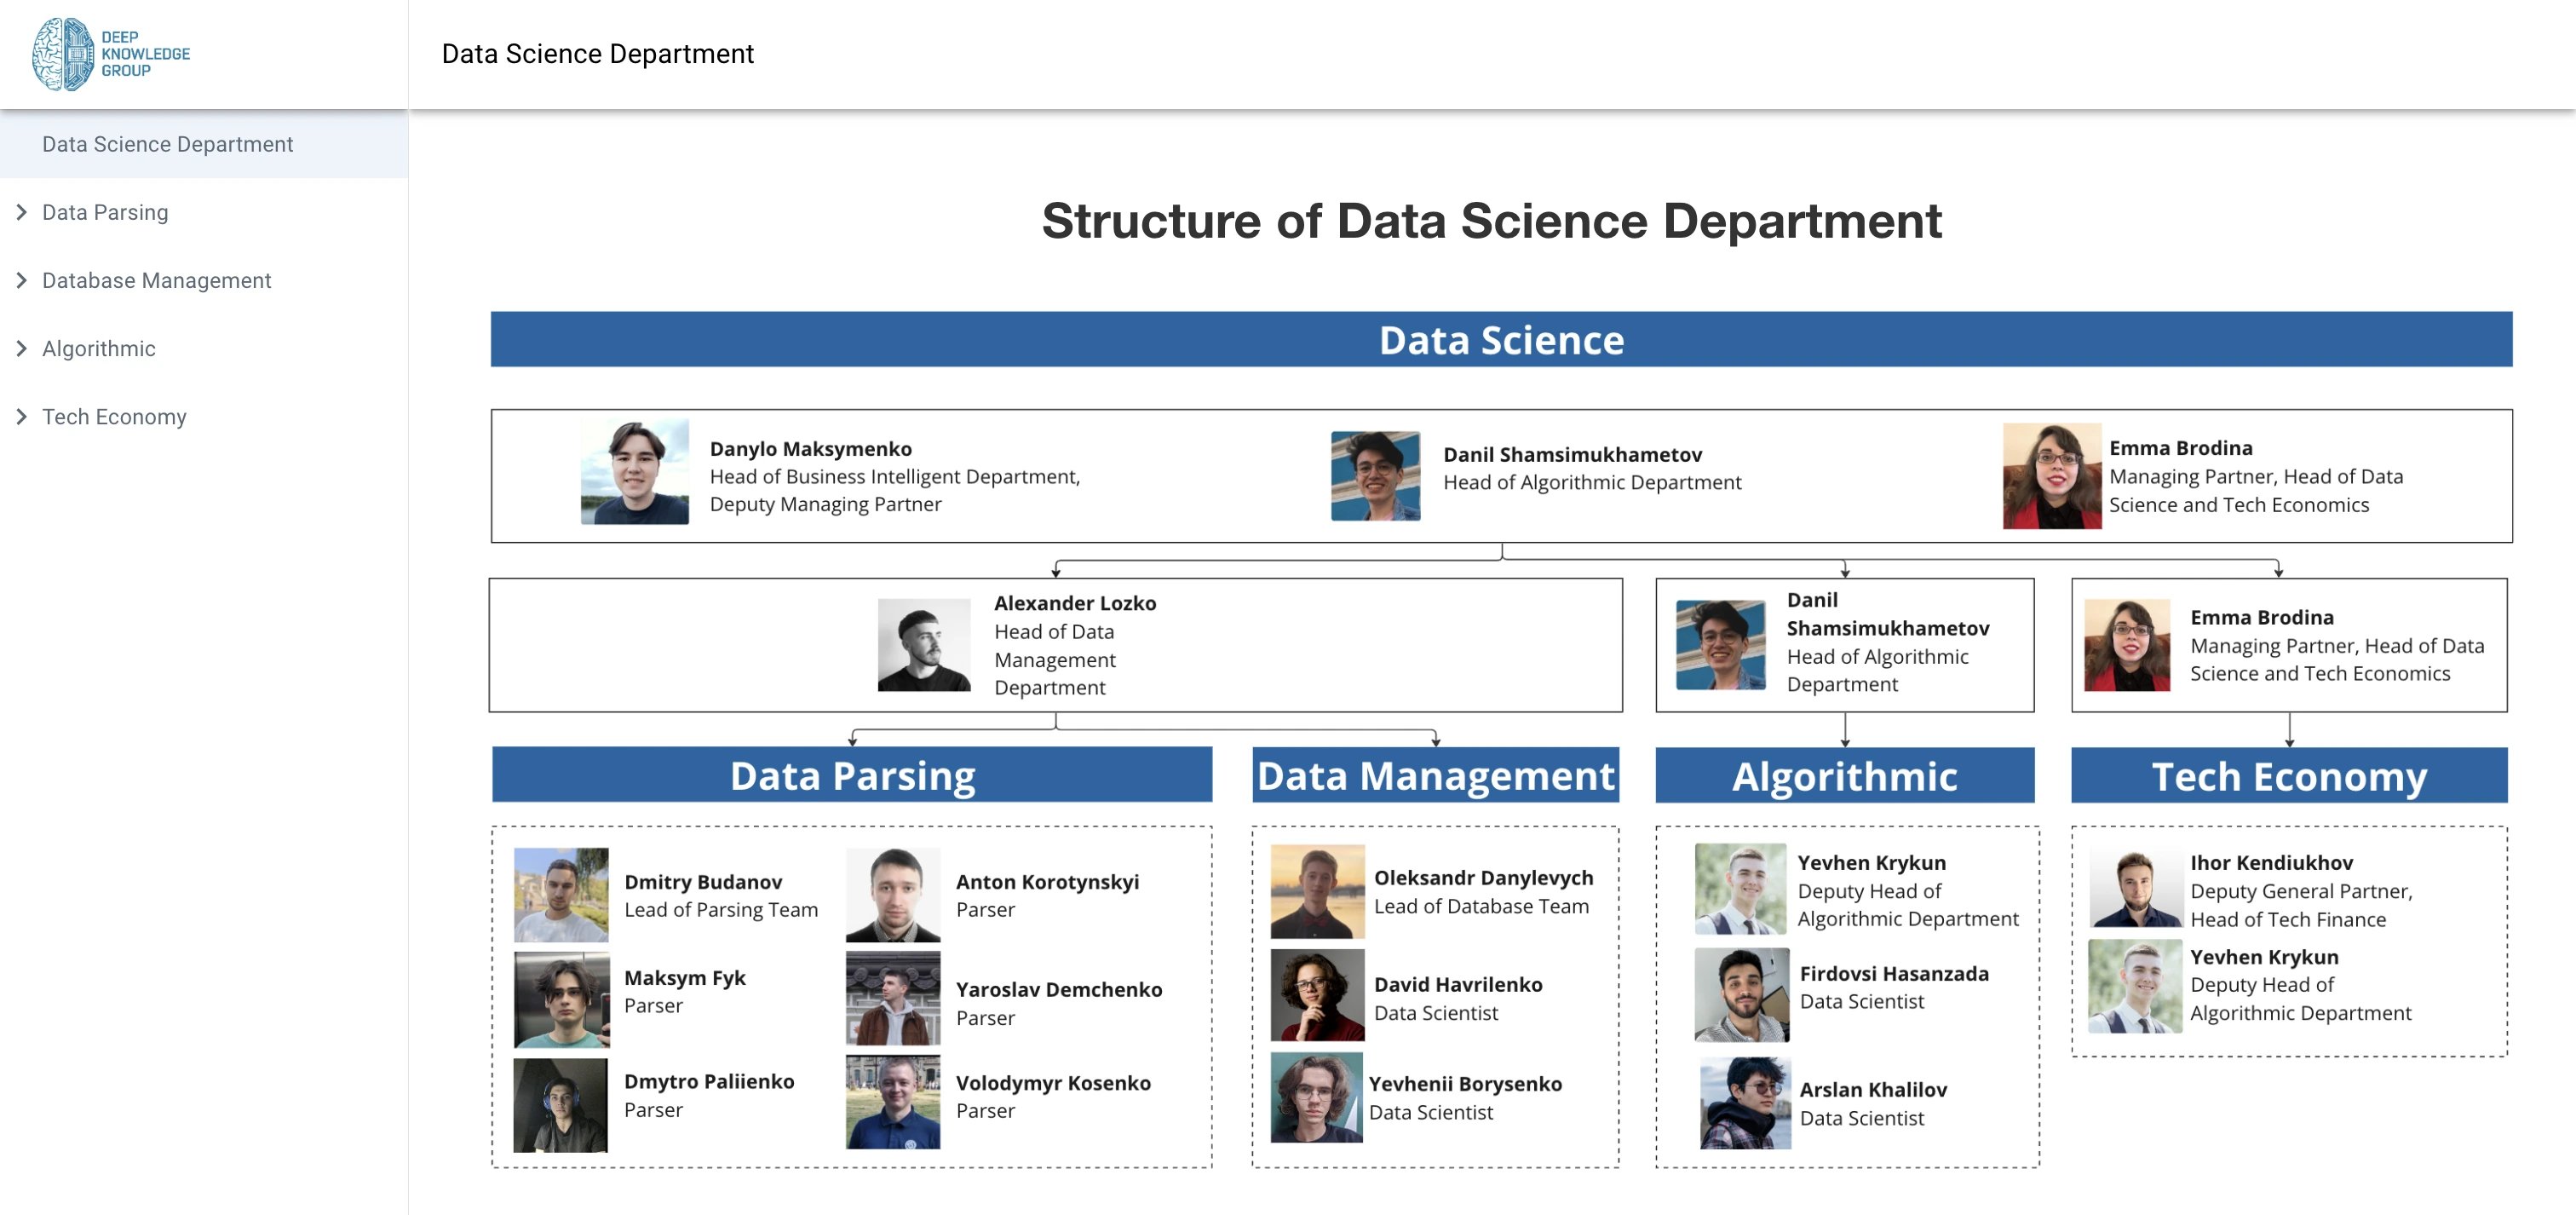 DEEP
KNOWLEDGE
GROUP
Data Science Department
Data Science Department
Data Parsing
Database Management
Algorithmic
Tech Economy
Structure of Data Science Department
Data Science
Danylo Maksymenko
Head of Business Intelligent Department,
Deputy Managing Partner
Danil Shamsimukhametov
Head of Algorithmic Department
Emma Brodina
Managing Partner, Head of Data
Science and Tech Economics
Alexander Lozko
Head of Data
Management
Department
Danil
Shamsimukhametov
Head of Algorithmic
Department
Emma Brodina
Managing Partner, Head of Data
Science and Tech Economics
Data Parsing
Dmitry Budanov
Lead of Parsing Team
Maksym Fyk
Parser
Dmytro Paliienko
Parser
Anton Korotynskyi
Parser
Yaroslav Demchenko
Parser
Volodymyr Kosenko
Parser
Data Management
Oleksandr Danylevych
Lead of Database Team
David Havrilenko
Data Scientist
Yevhenii Borysenko
Data Scientist
Algorithmic
Yevhen Krykun
Deputy Head of
Algorithmic Department
Firdovsi Hasanzada
Data Scientist
Arslan Khalilov
Data Scientist
Tech Economy
Ihor Kendiukhov
Deputy General Partner,
Head of Tech Finance
Yevhen Krykun
Deputy Head of
Algorithmic Department